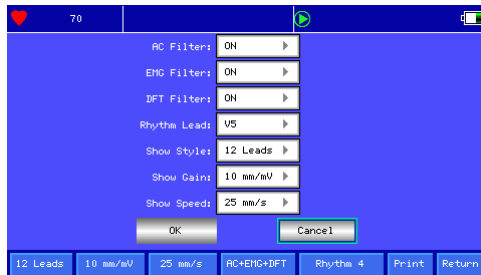 70
AC Filter: ON
EMG Filter: ON
DFT Filter: ON
Rhythm Lead: V5
Show Style: 12 Leads
Show Gain: 10 mm/mV
Show Speed: 25 mm/s
OK Cancel
12 Leads 10 mm/mV 25 mm/s AC+EMG+DFT Rhythm 4 Print Return